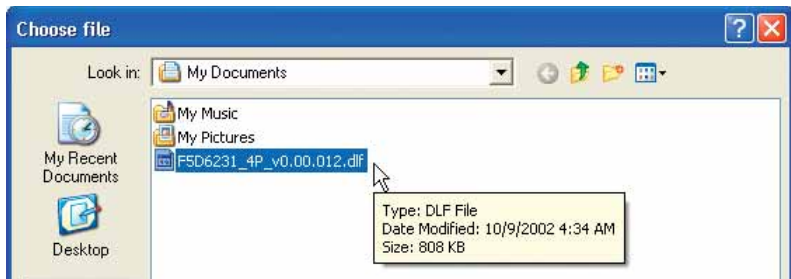 Choose file
Look in: My Documents
My Music
My Pictures
F5D6231_4P_v0.00.012.dlf
My Recent
Documents
Type: DLF File
Date Modified: 10/9/2002 4:34 AM
Size: 808 KB
Desktop